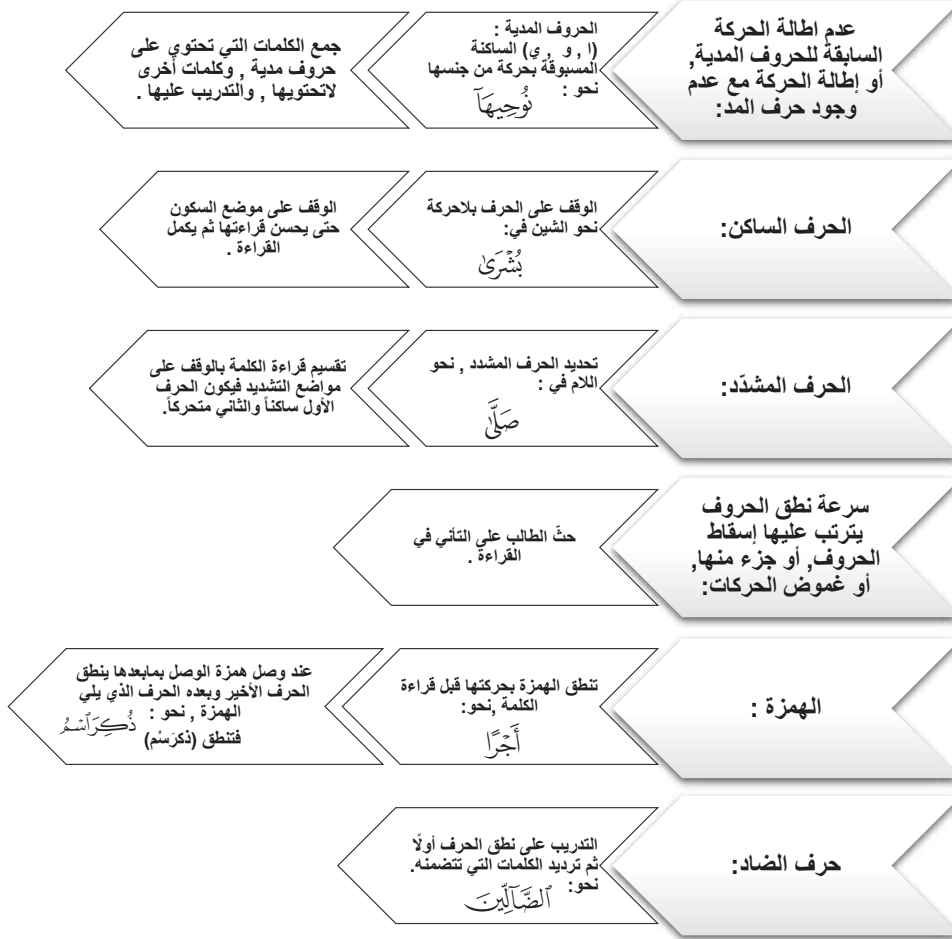 عدم اطالة الحركة
السابقة للحروف المدية,
أو إطالة الحركة مع عدم
وجود حرف المد:
الحروف المدية :
(ا , و , ي) الساكنة
المسبوقة بحركة من جنسها
نحو : نُوحِيهَآ
جمع الكلمات التي تحتوي على
حروف مدية , وكلمات أخرى
لاتحتويها , والتدريب عليها .
الحرف الساكن:
الوقف على الحرف بلاحركة
نحو الشين في:
بُشْرَىٰ
الوقف على موضع السكون
حتى يحسن قراءتها ثم يكمل
القراءة .
الحرف المشدّد:
تحديد الحرف المشدد , نحو
اللام في :
صَلَّىٰ
تقسيم قراءة الكلمة بالوقف على
مواضع التشديد فيكون الحرف
الأول ساكناً والثاني متحركاً.
سرعة نطق الحروف
يترتب عليها إسقاط
الحروف, أو جزء منها,
أو غموض الحركات:
حثّ الطالب على التأني في
القراءة .
الهمزة :
تنطق الهمزة بحركتها قبل قراءة
الكلمة ,نحو:
أَجْرًا
عند وصل همزة الوصل بمابعدها ينطق
الحرف الأخير وبعده الحرف الذي يلي
الهمزة , نحو : ذُكِرَ ٱسْمُ
فتنطق (ذكرَسْم)
حرف الضاد:
التدريب على نطق الحرف أولًا
ثم ترديد الكلمات التي تتضمنه.
نحو: ٱلضَّآلِّينَ